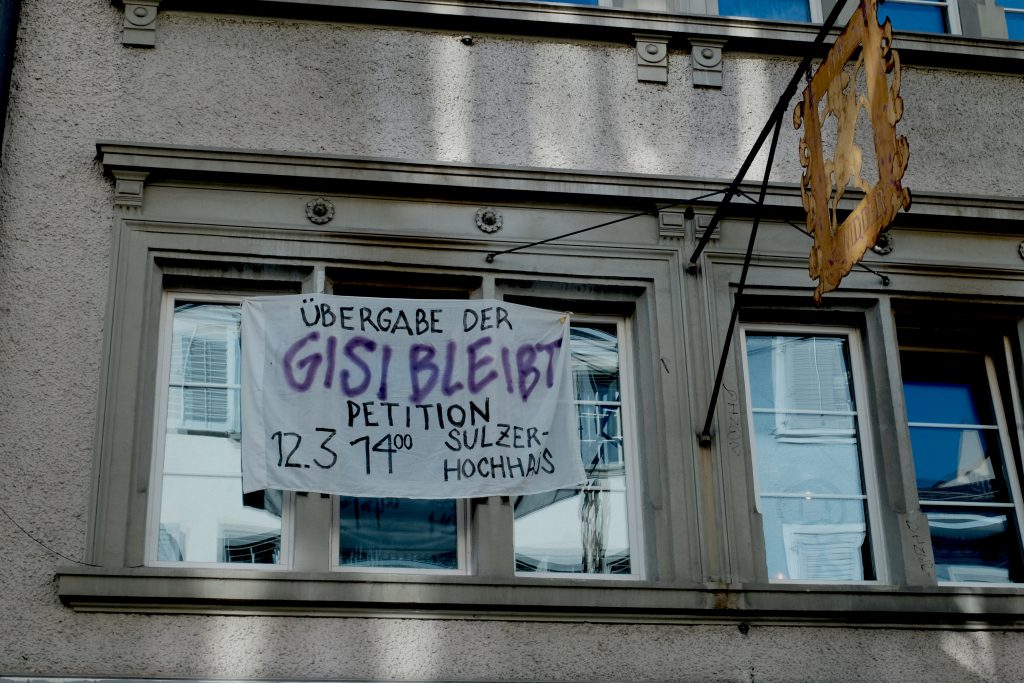 ÜBERGABE DER
GISI BLEIBT
PETITION
12.3 14⁰⁰ SULZER-
HOCHHAUS